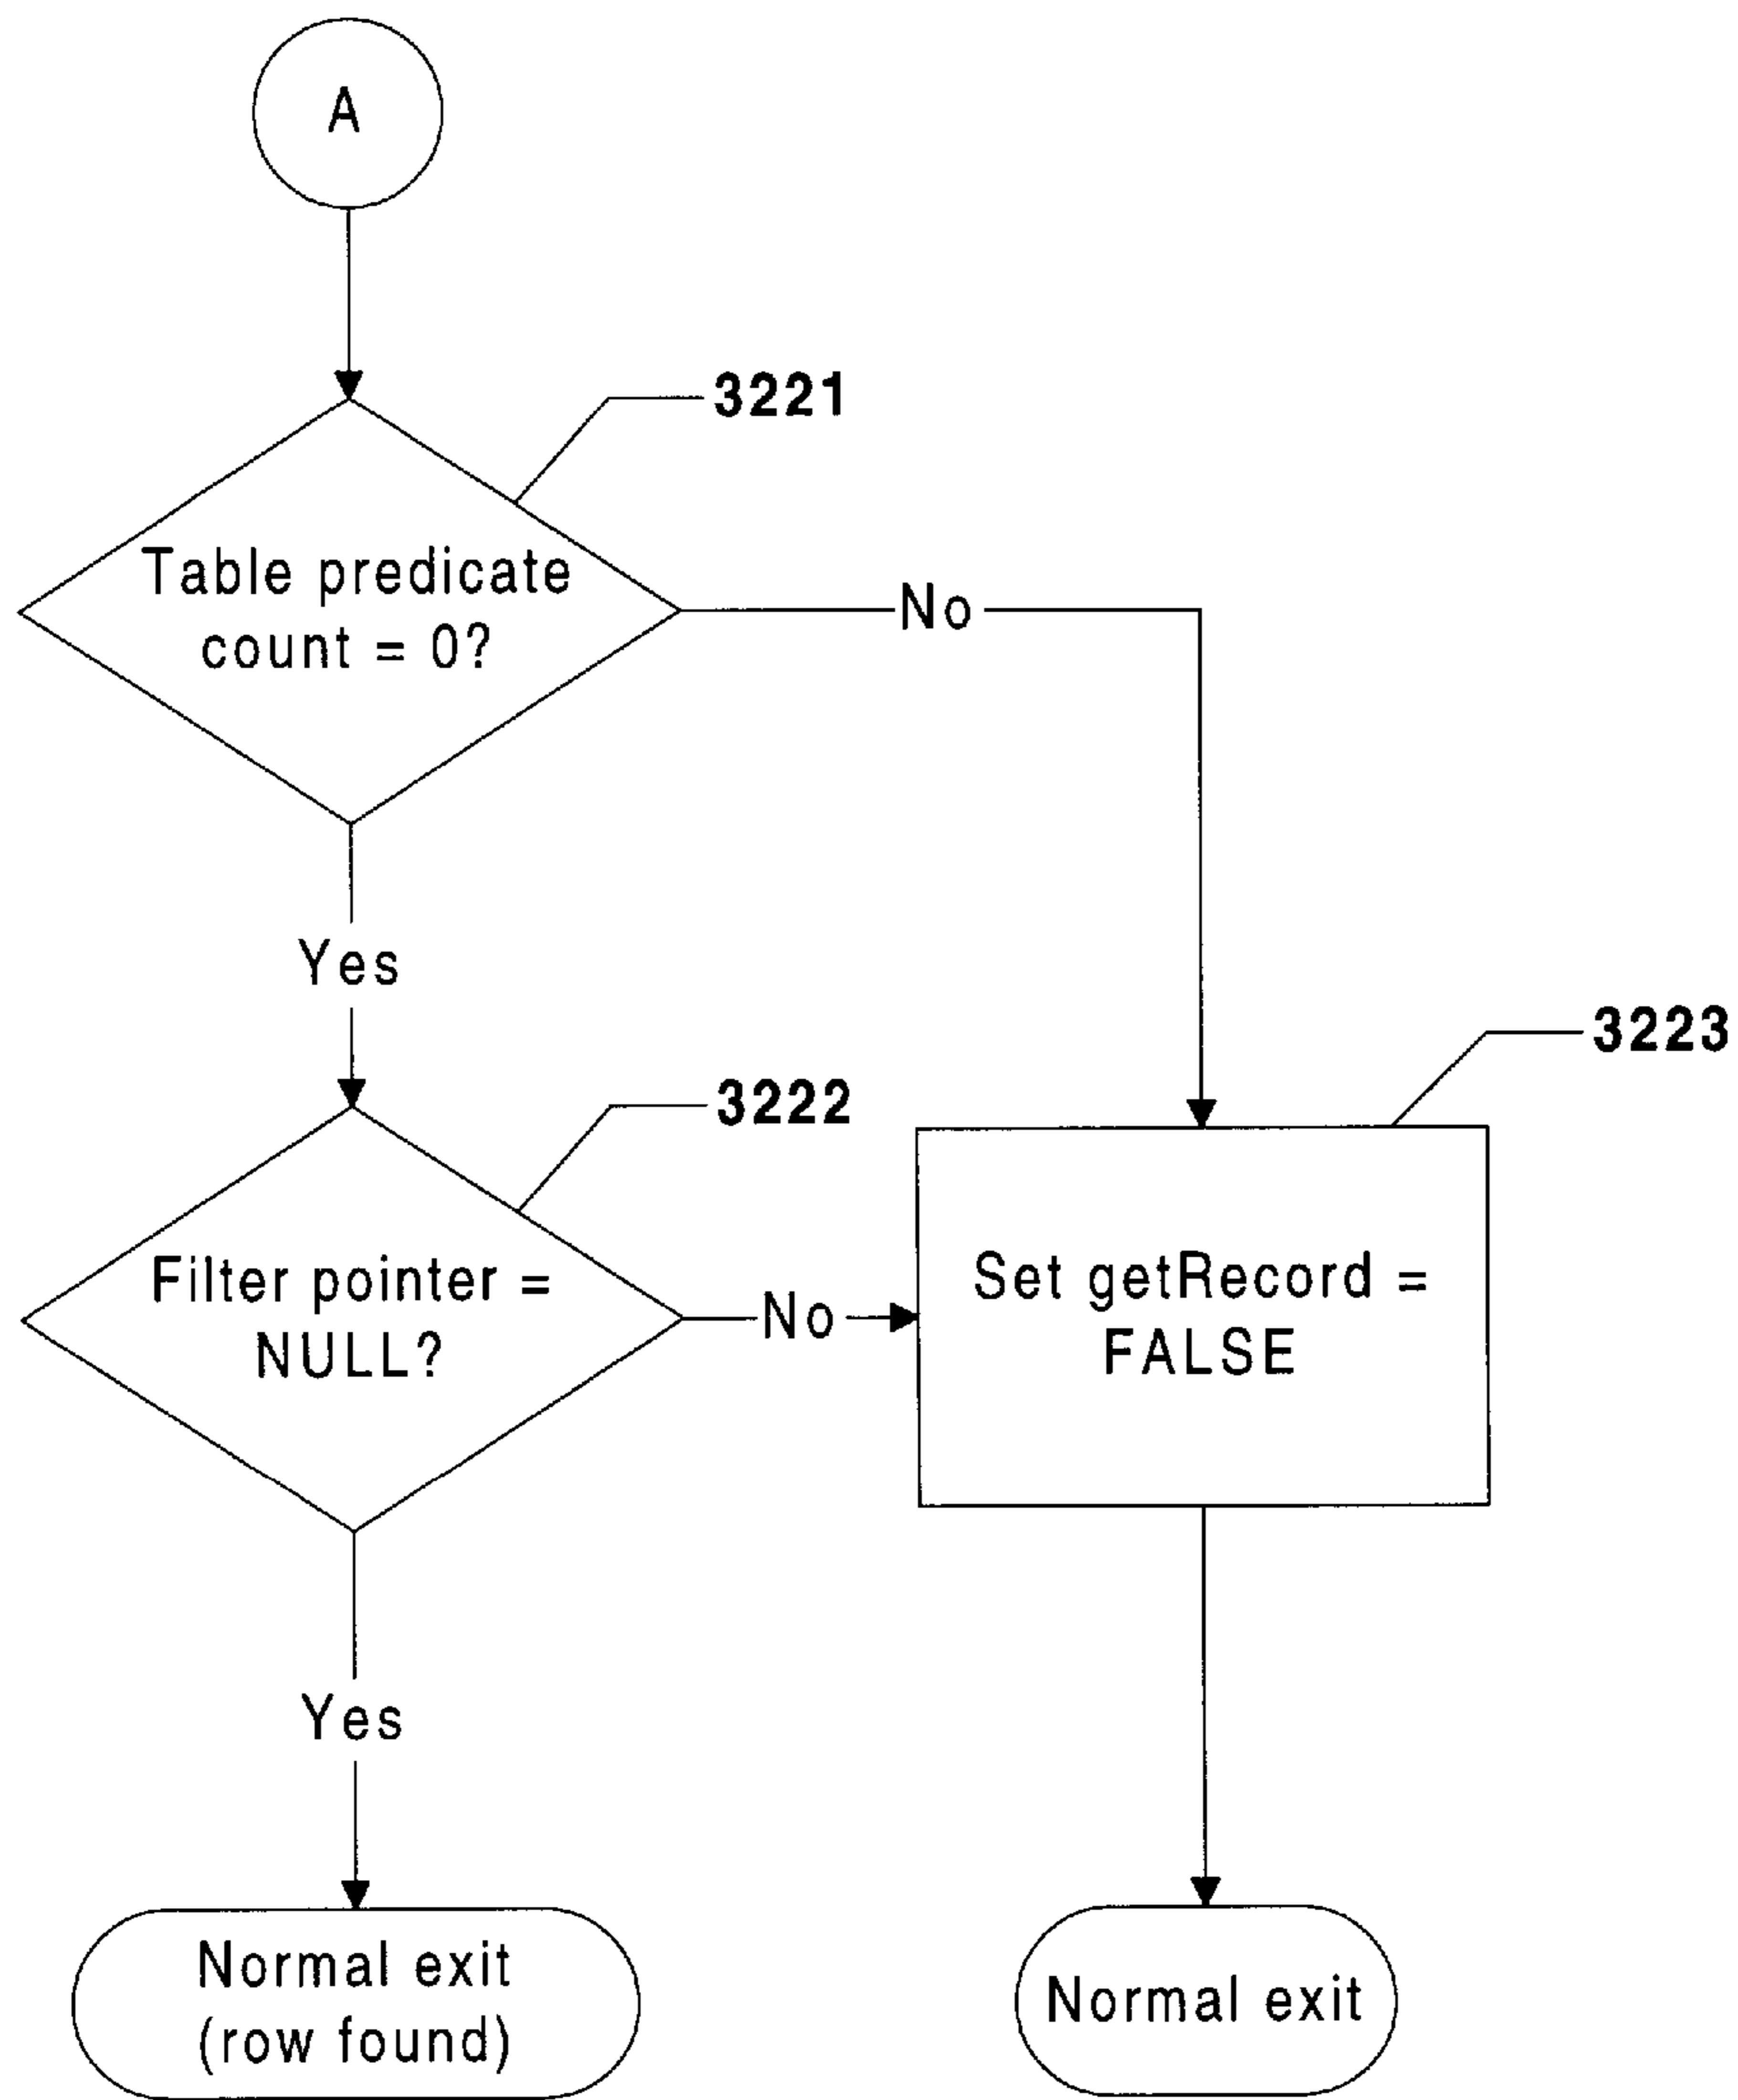 A
3221
Table predicate
count = 0?
No
Yes
3223
3222
Filter pointer =
NULL?
No
Set getRecord =
FALSE
Yes
Normal exit
(row found)
Normal exit